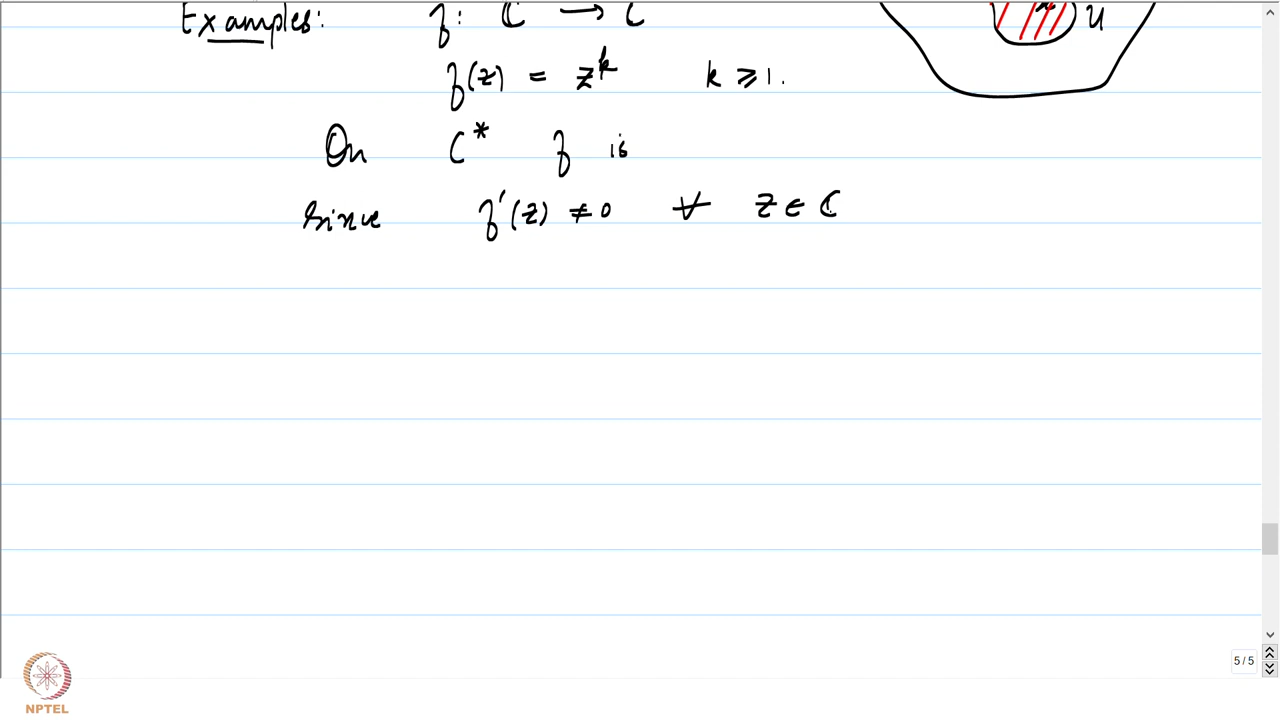 Examples: f: ℂ → ℂ u
f(z) = z^k k ≥ 1.
On ℂ* f is
since f'(z) ≠ 0 ∀ z ∈ ℂ
5 / 5
NPTEL